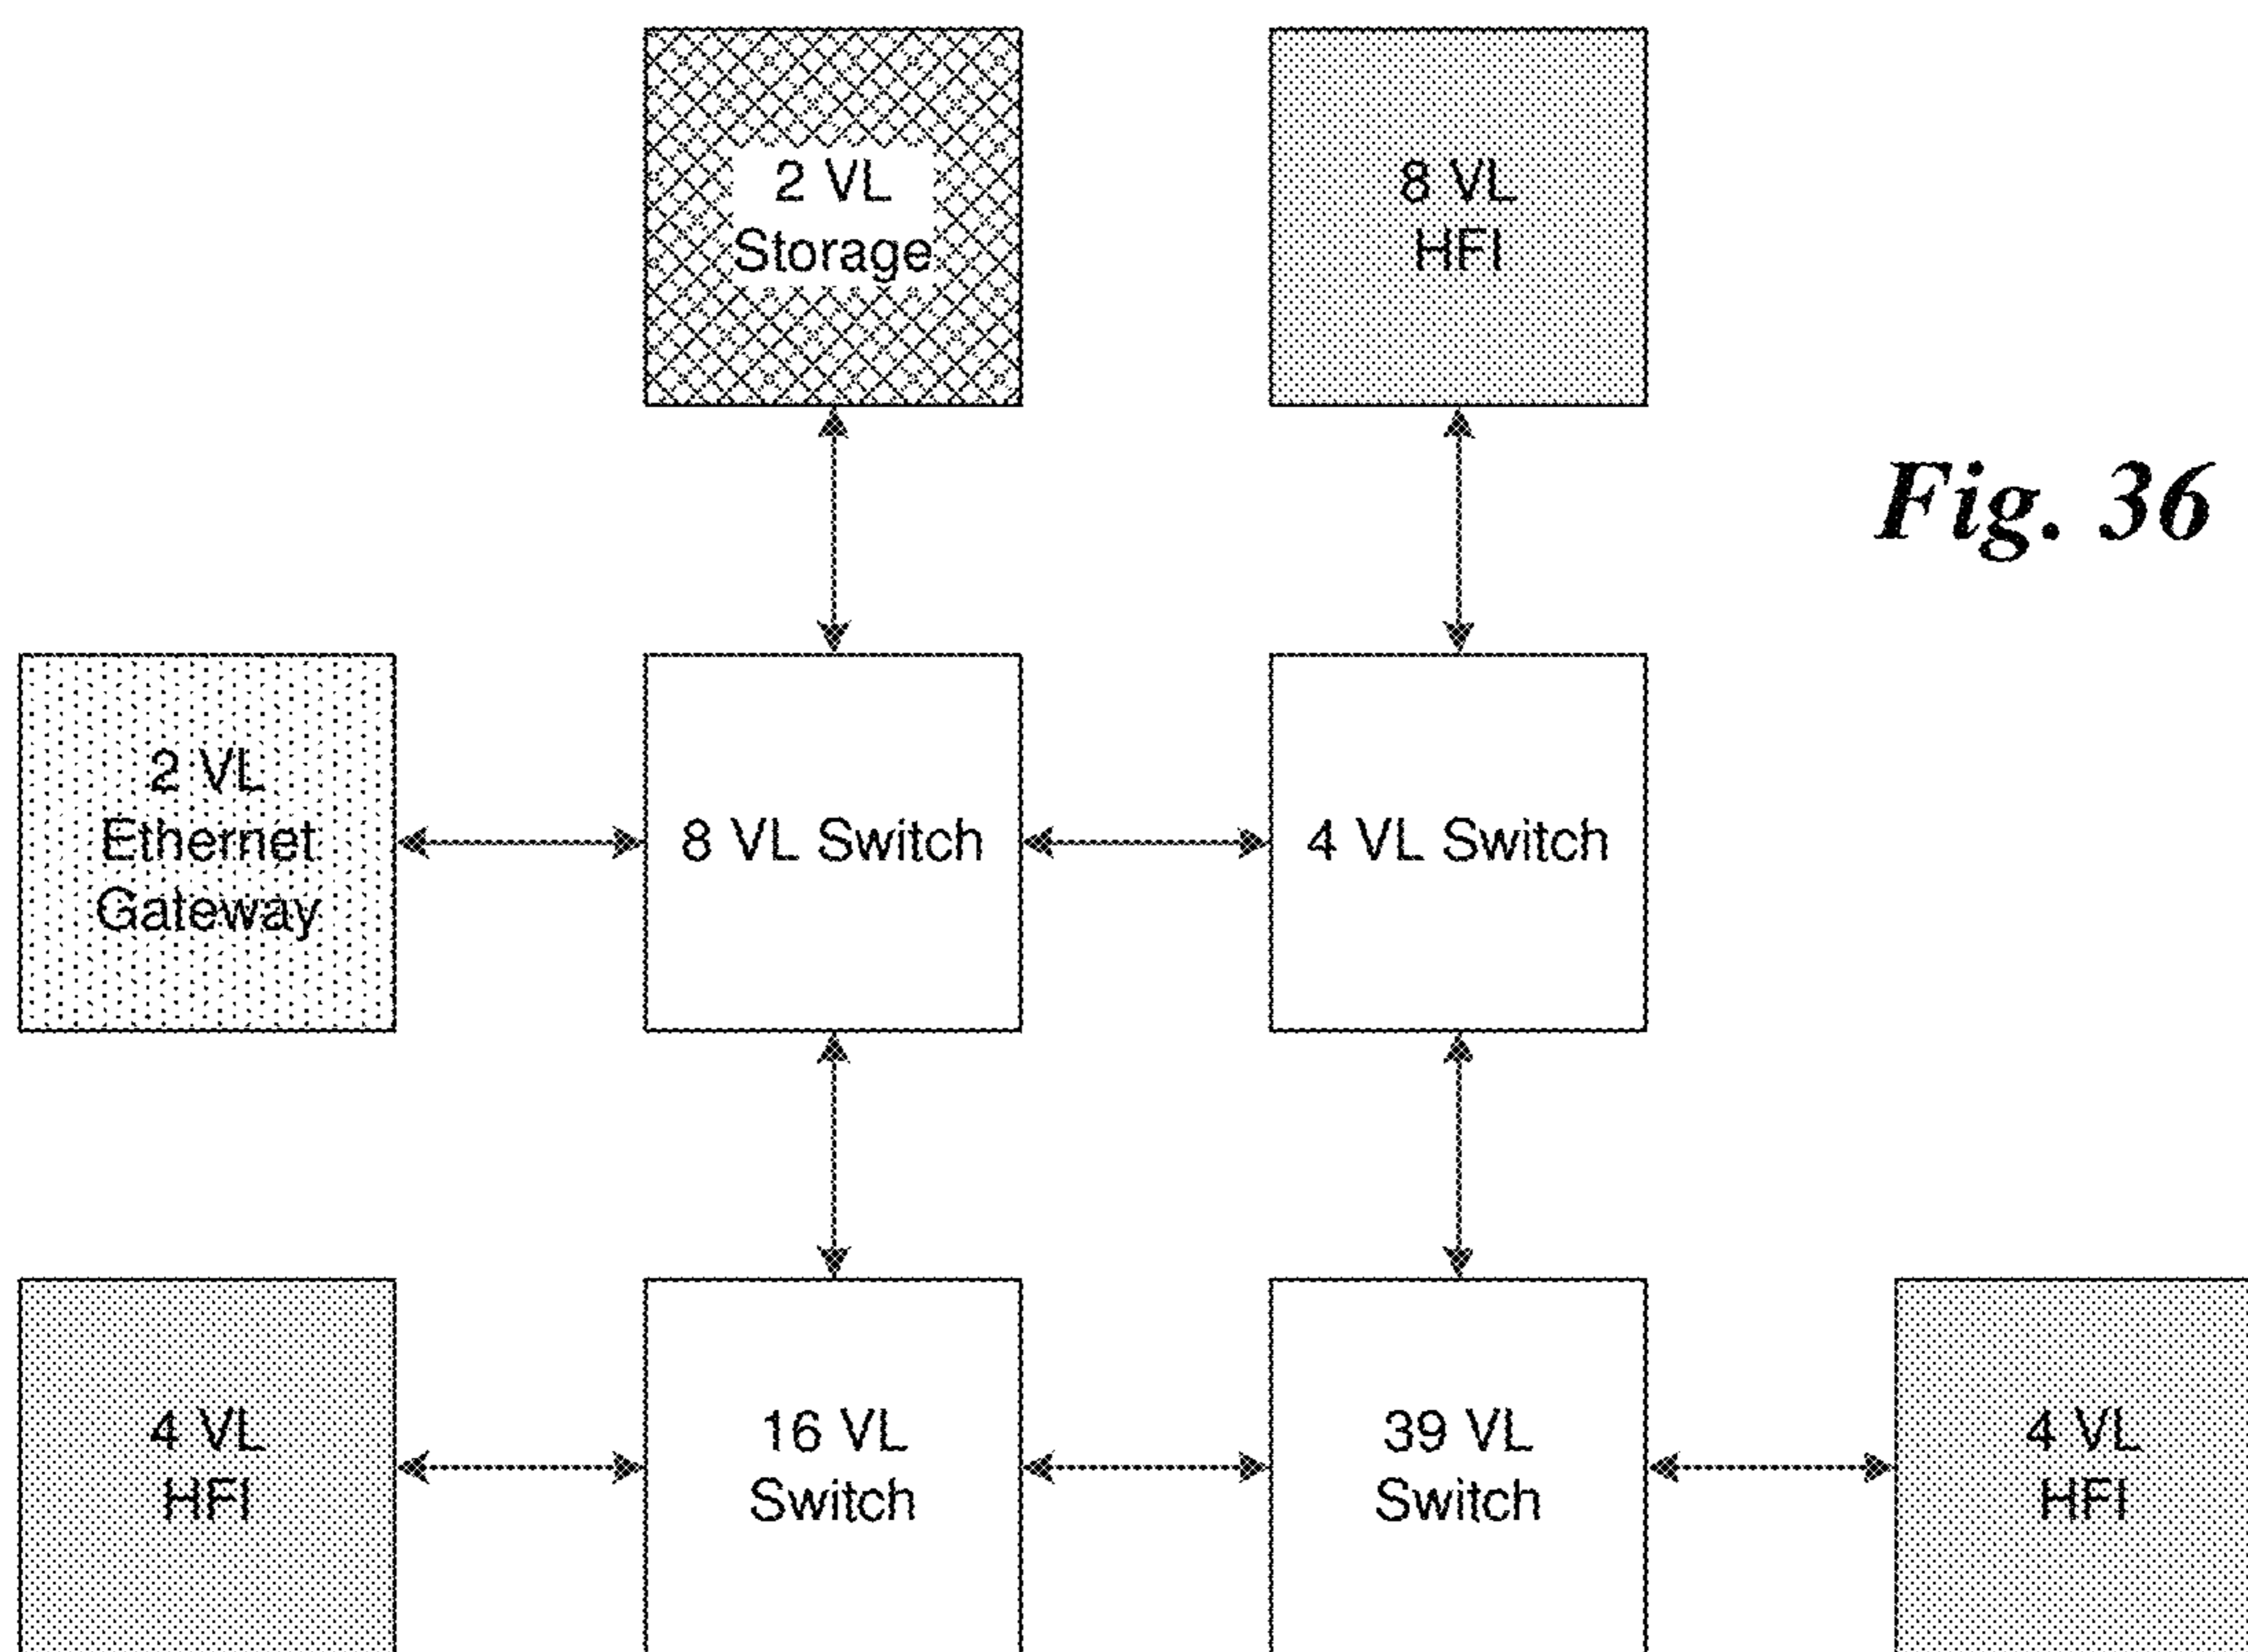 2 VL
Storage
8 VL
HFI
Fig. 36
2 VL
Ethernet
Gateway
8 VL Switch
4 VL Switch
4 VL
HFI
16 VL
Switch
39 VL
Switch
4 VL
HFI